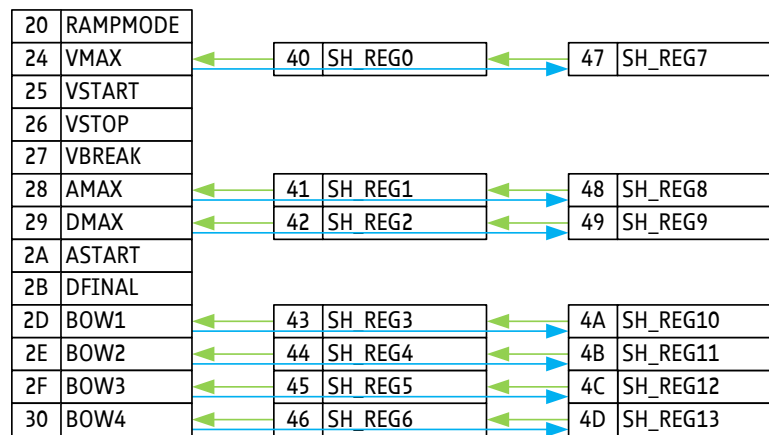 20 RAMPMODE
24 VMAX 40 SH_REG0 47 SH_REG7
25 VSTART
26 VSTOP
27 VBREAK
28 AMAX 41 SH_REG1 48 SH_REG8
29 DMAX 42 SH_REG2 49 SH_REG9
2A ASTART
2B DFINAL
2D BOW1 43 SH_REG3 4A SH_REG10
2E BOW2 44 SH_REG4 4B SH_REG11
2F BOW3 45 SH_REG5 4C SH_REG12
30 BOW4 46 SH_REG6 4D SH_REG13